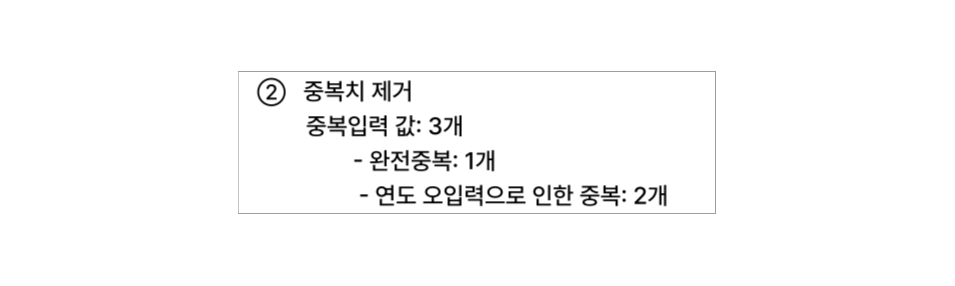 ② 중복치 제거
중복입력 값: 3개
- 완전중복: 1개
- 연도 오입력으로 인한 중복: 2개